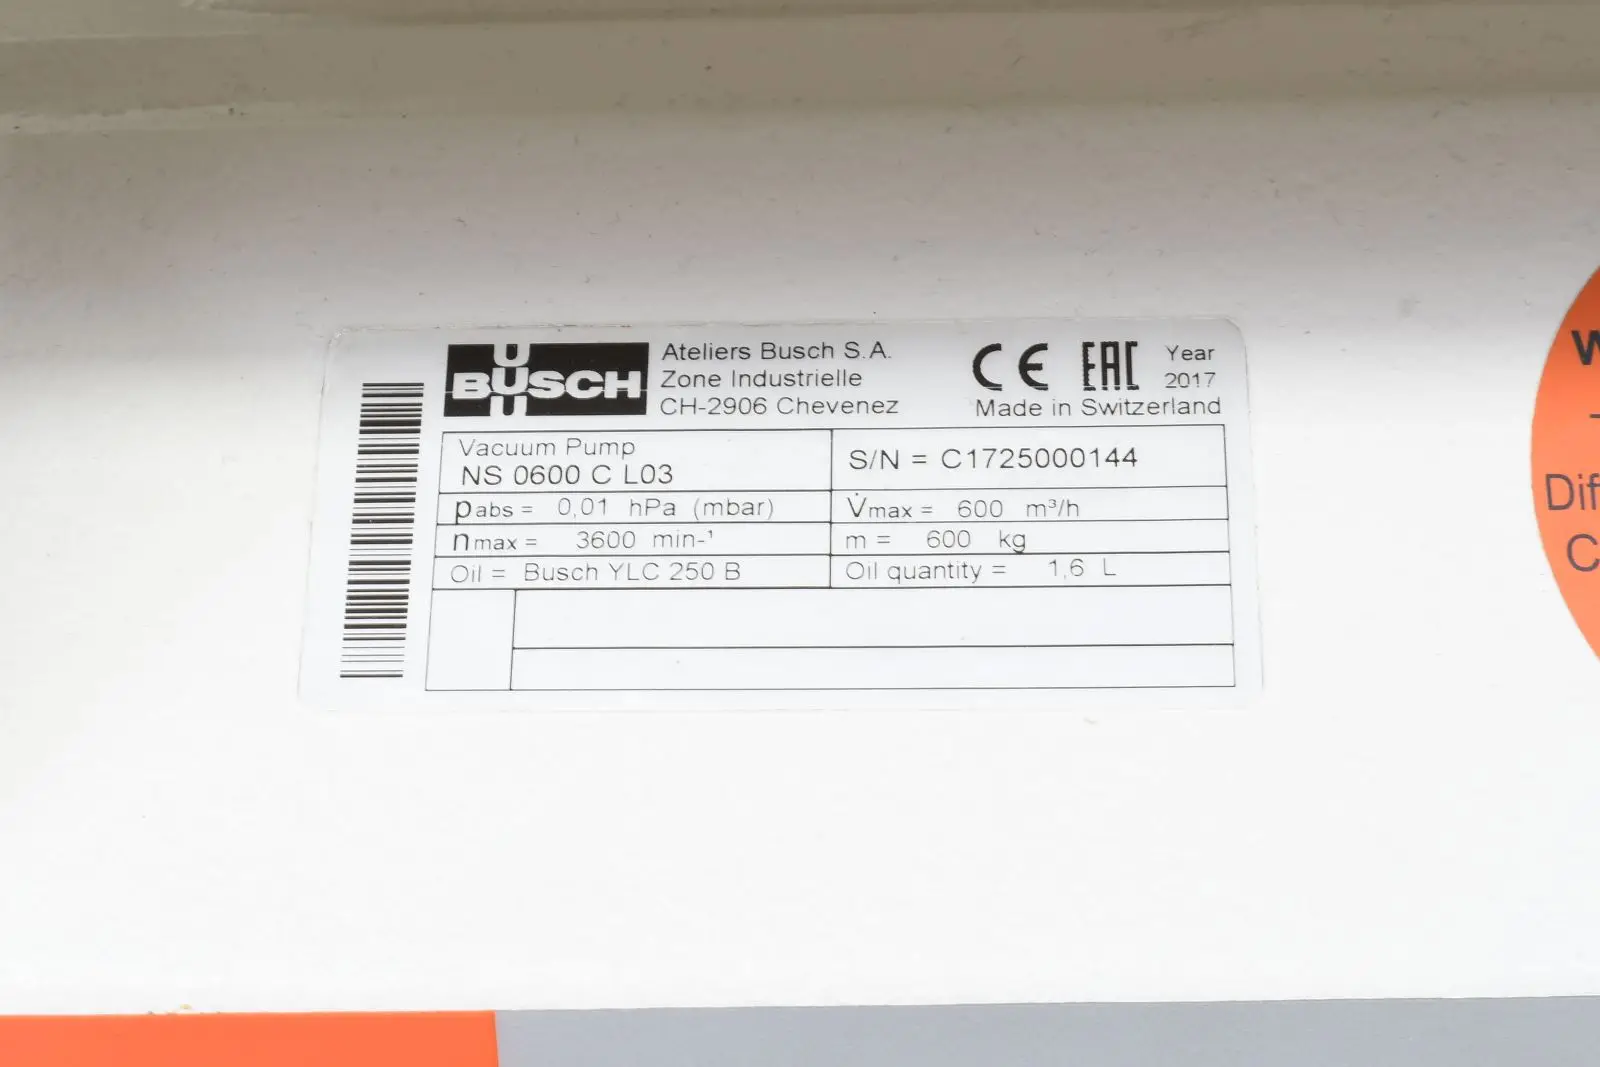 BUSCH
Ateliers Busch S.A.
Zone Industrielle
CH-2906 Chevenez
CE EAC Year
2017
Made in Switzerland
Vacuum Pump
NS 0600 C L03
S/N = C1725000144
pabs = 0,01 hPa (mbar)
V̇max = 600 m³/h
nmax = 3600 min-¹
m = 600 kg
Oil = Busch YLC 250 B
Oil quantity = 1,6 L